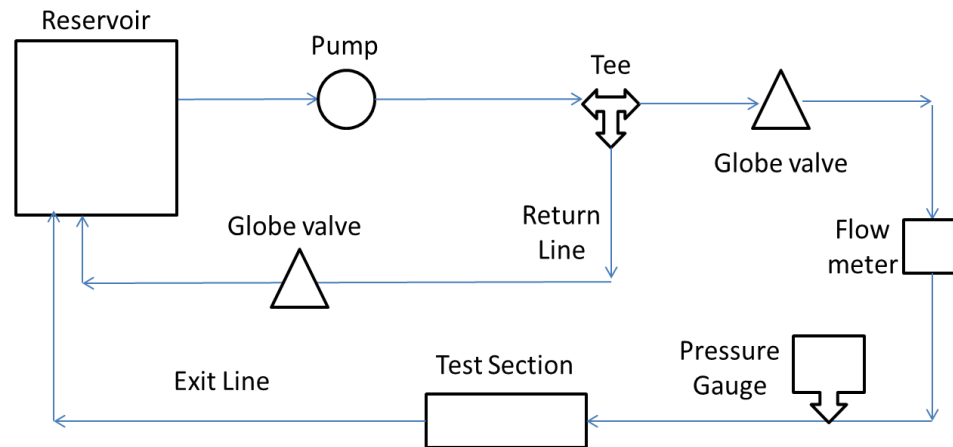 Reservoir
Pump
Tee
Globe valve
Globe valve
Return
Line
Flow
meter
Pressure
Gauge
Test Section
Exit Line